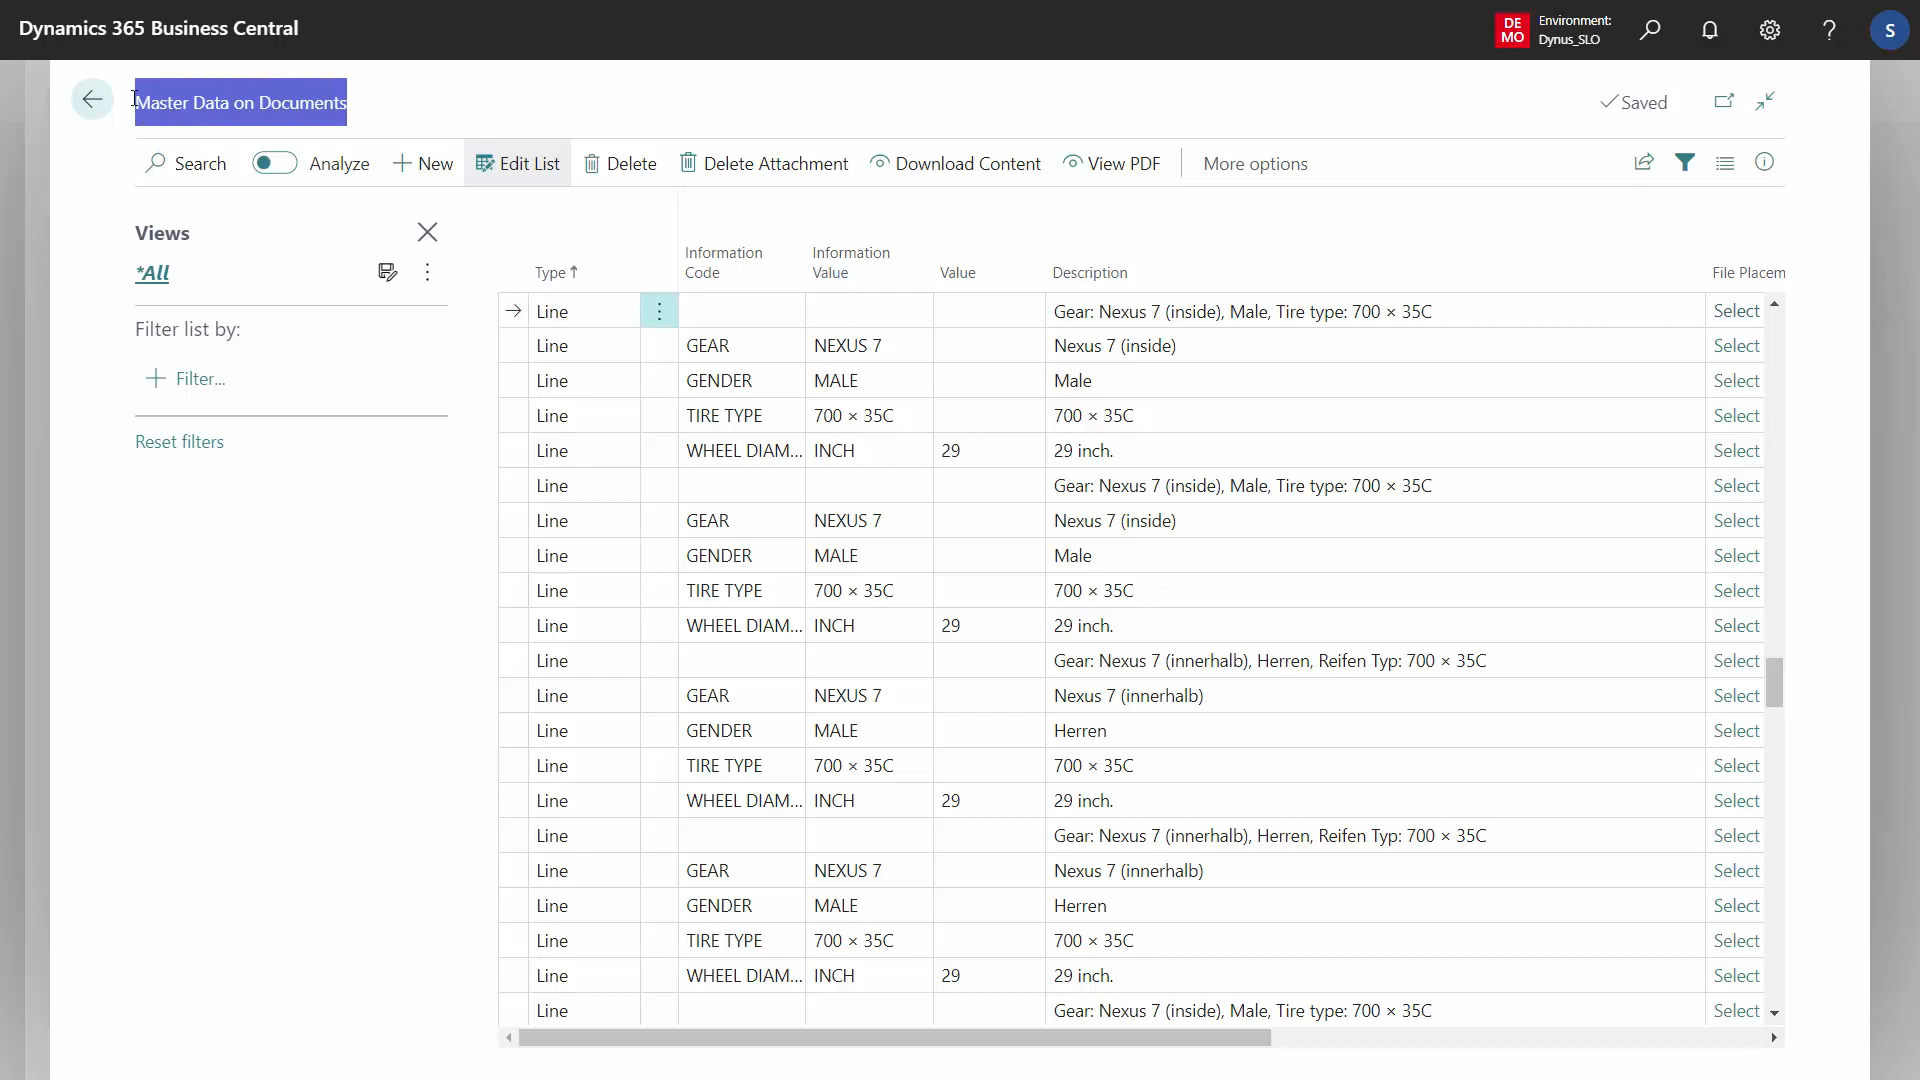 Dynamics 365 Business Central
DE
MO
Environment:
Dynus_SLO
?
S
Master Data on Documents
Saved
Search
Analyze
New
Edit List
Delete
Delete Attachment
Download Content
View PDF
More options
Views
*All
Filter list by:
Filter...
Reset filters
Type
Information Code
Information Value
Value
Description
File Placem
Line Gear: Nexus 7 (inside), Male, Tire type: 700 × 35C Select
Line GEAR NEXUS 7 Nexus 7 (inside) Select
Line GENDER MALE Male Select
Line TIRE TYPE 700 × 35C 700 × 35C Select
Line WHEEL DIAM... INCH 29 29 inch. Select
Line Gear: Nexus 7 (inside), Male, Tire type: 700 × 35C Select
Line GEAR NEXUS 7 Nexus 7 (inside) Select
Line GENDER MALE Male Select
Line TIRE TYPE 700 × 35C 700 × 35C Select
Line WHEEL DIAM... INCH 29 29 inch. Select
Line Gear: Nexus 7 (innerhalb), Herren, Reifen Typ: 700 × 35C Select
Line GEAR NEXUS 7 Nexus 7 (innerhalb) Select
Line GENDER MALE Herren Select
Line TIRE TYPE 700 × 35C 700 × 35C Select
Line WHEEL DIAM... INCH 29 29 inch. Select
Line Gear: Nexus 7 (innerhalb), Herren, Reifen Typ: 700 × 35C Select
Line GEAR NEXUS 7 Nexus 7 (innerhalb) Select
Line GENDER MALE Herren Select
Line TIRE TYPE 700 × 35C 700 × 35C Select
Line WHEEL DIAM... INCH 29 29 inch. Select
Line Gear: Nexus 7 (inside), Male, Tire type: 700 × 35C Select